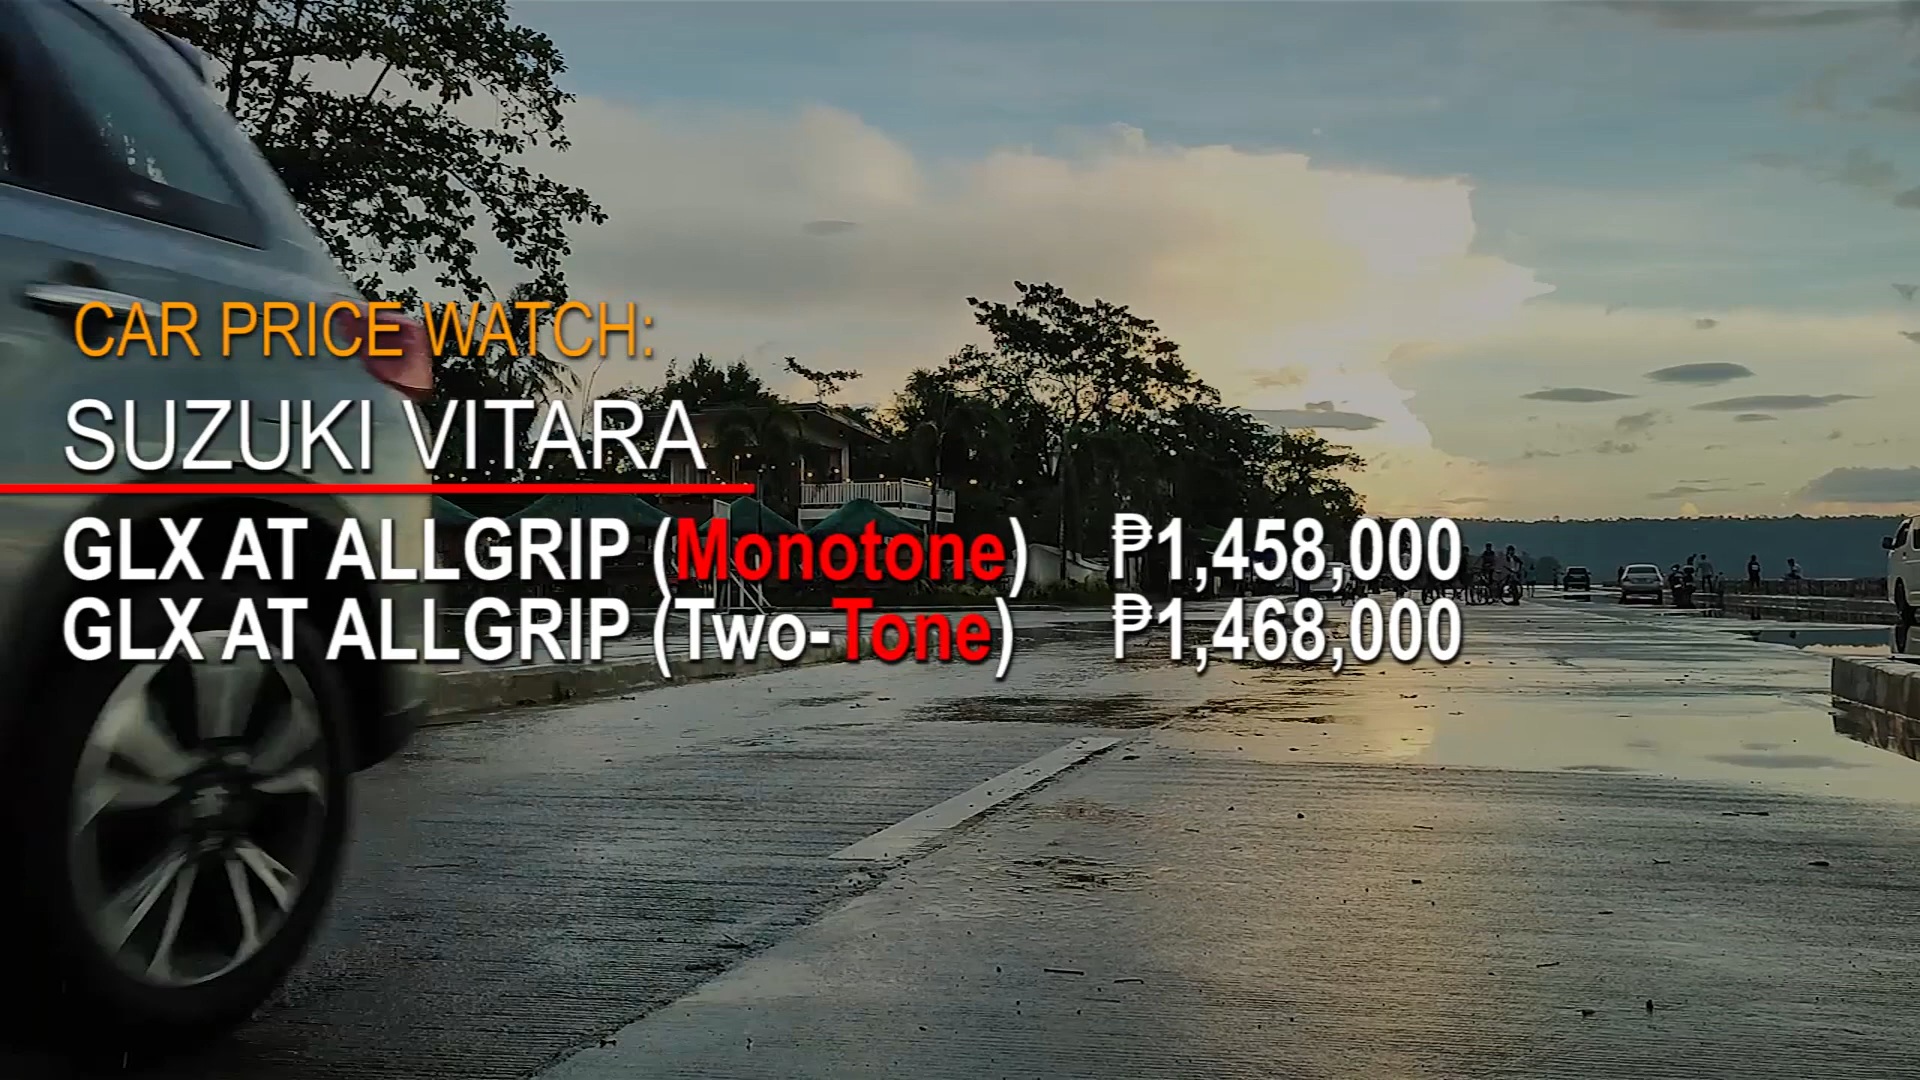 CAR PRICE WATCH:
SUZUKI VITARA
GLX AT ALLGRIP (Monotone) ₱1,458,000
GLX AT ALLGRIP (Two-Tone) ₱1,468,000